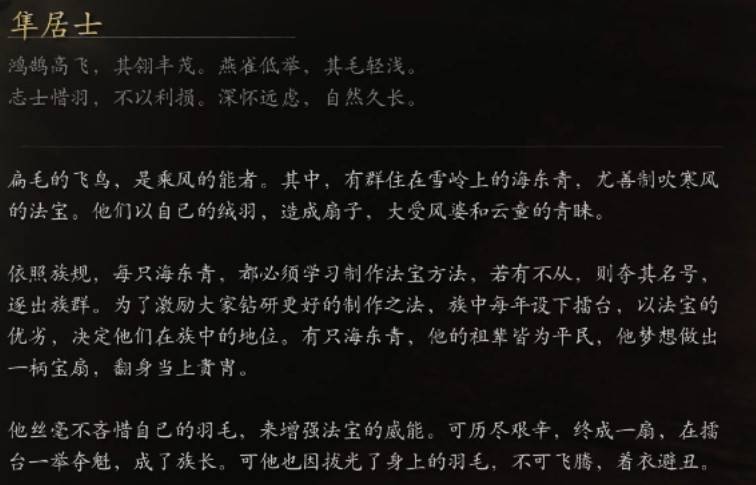 隼居士
鸿鹄高飞，其翎丰茂。燕雀低举，其毛轻浅。
志士惜羽，不以利损。深怀远虑，自然久长。
扁毛的飞鸟，是乘风的能者。其中，有群住在雪岭上的海东青，尤善制吹寒风
的法宝。他们以自己的绒羽，造成扇子，大受风婆和云童的青睐。
依照族规，每只海东青，都必须学习制作法宝方法，若有不从，则夺其名号，
逐出族群。为了激励大家钻研更好的制作之法，族中每年设下擂台，以法宝的
优劣，决定他们在族中的地位。有只海东青，他的祖辈皆为平民，他梦想做出
一柄宝扇，翻身当上贵胄。
他丝毫不吝惜自己的羽毛，来增强法宝的威能。可历尽艰辛，终成一扇，在擂
台一举夺魁，成了族长。可他也因拔光了身上的羽毛，不可飞腾，着衣避丑。